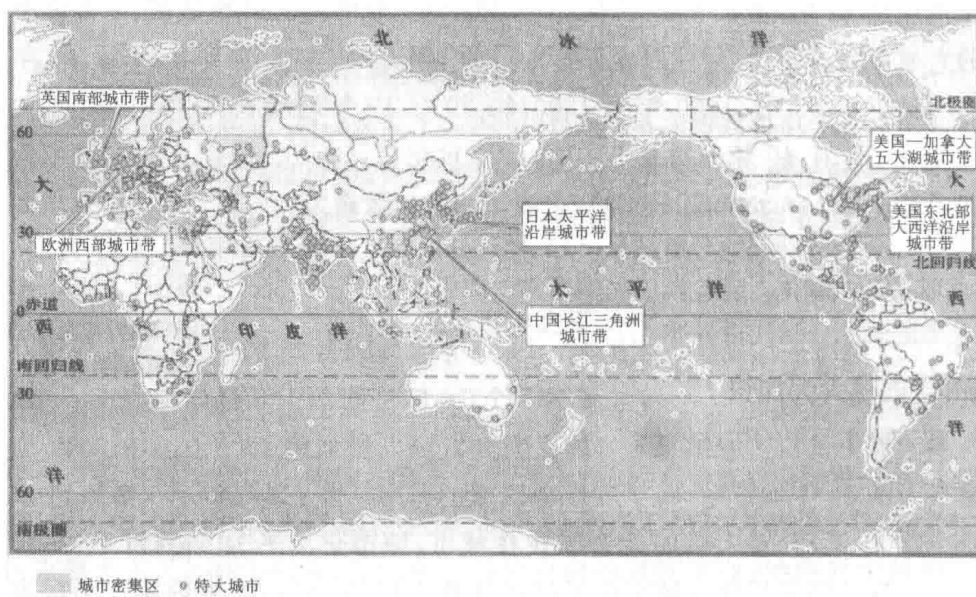 北 冰 洋
英国南部城市带
北极圈
60
美国—加拿大
五大湖城市带
大
大
日本太平洋
沿岸城市带
美国东北部
大西洋沿岸
城市带
30
欧洲西部城市带
北回归线
太 平 洋
西
赤道
0
西
印 度 洋
中国长江三角洲
城市带
南回归线
30
洋
洋
60
南极圈
城市密集区 特大城市